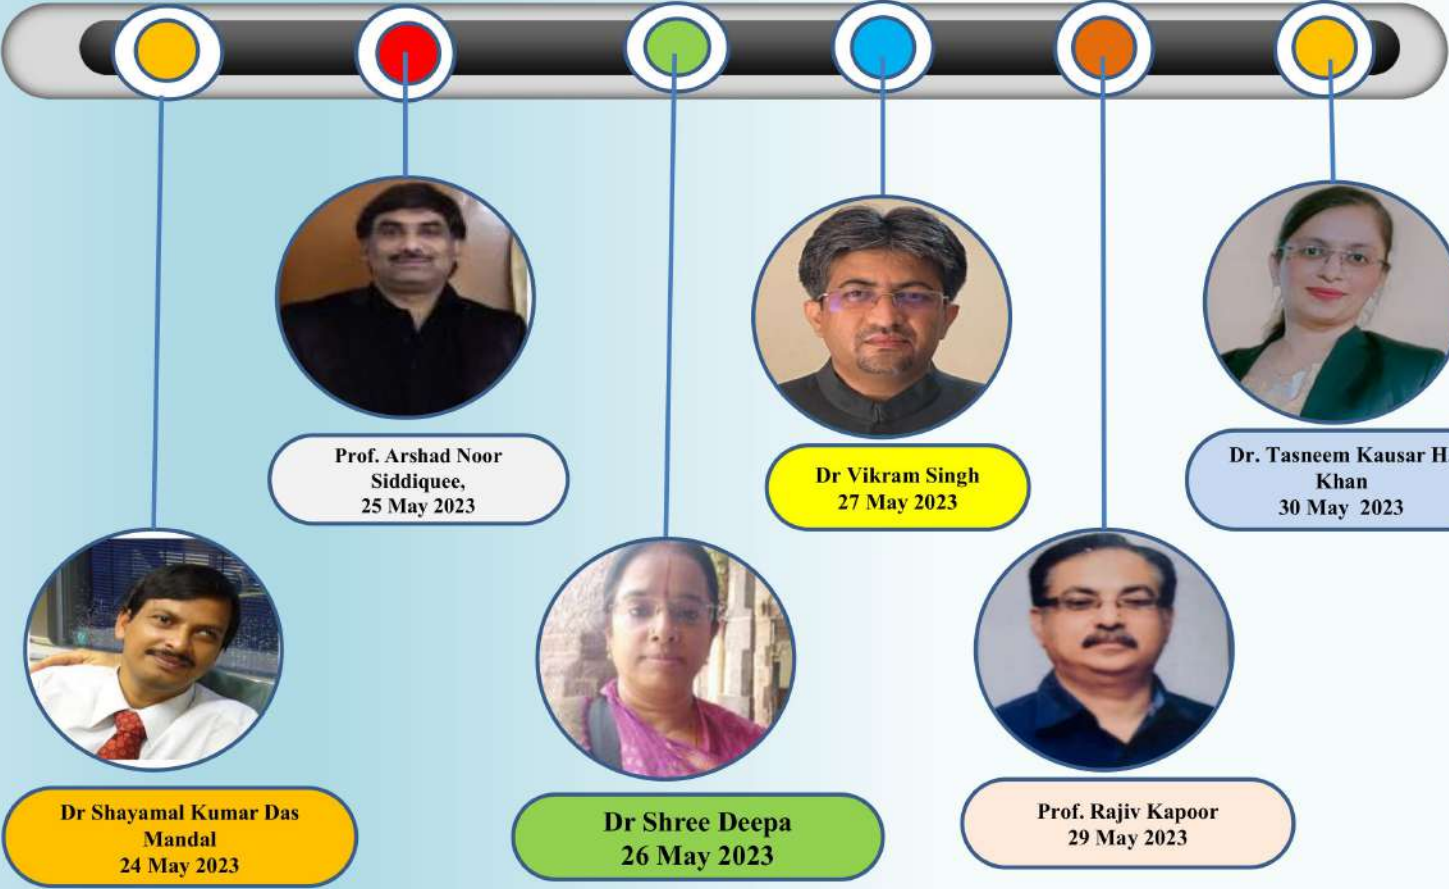 Prof. Arshad Noor
Siddiquee,
25 May 2023
Dr Vikram Singh
27 May 2023
Dr. Tasneem Kausar H.
Khan
30 May 2023
Dr Shayamal Kumar Das
Mandal
24 May 2023
Dr Shree Deepa
26 May 2023
Prof. Rajiv Kapoor
29 May 2023